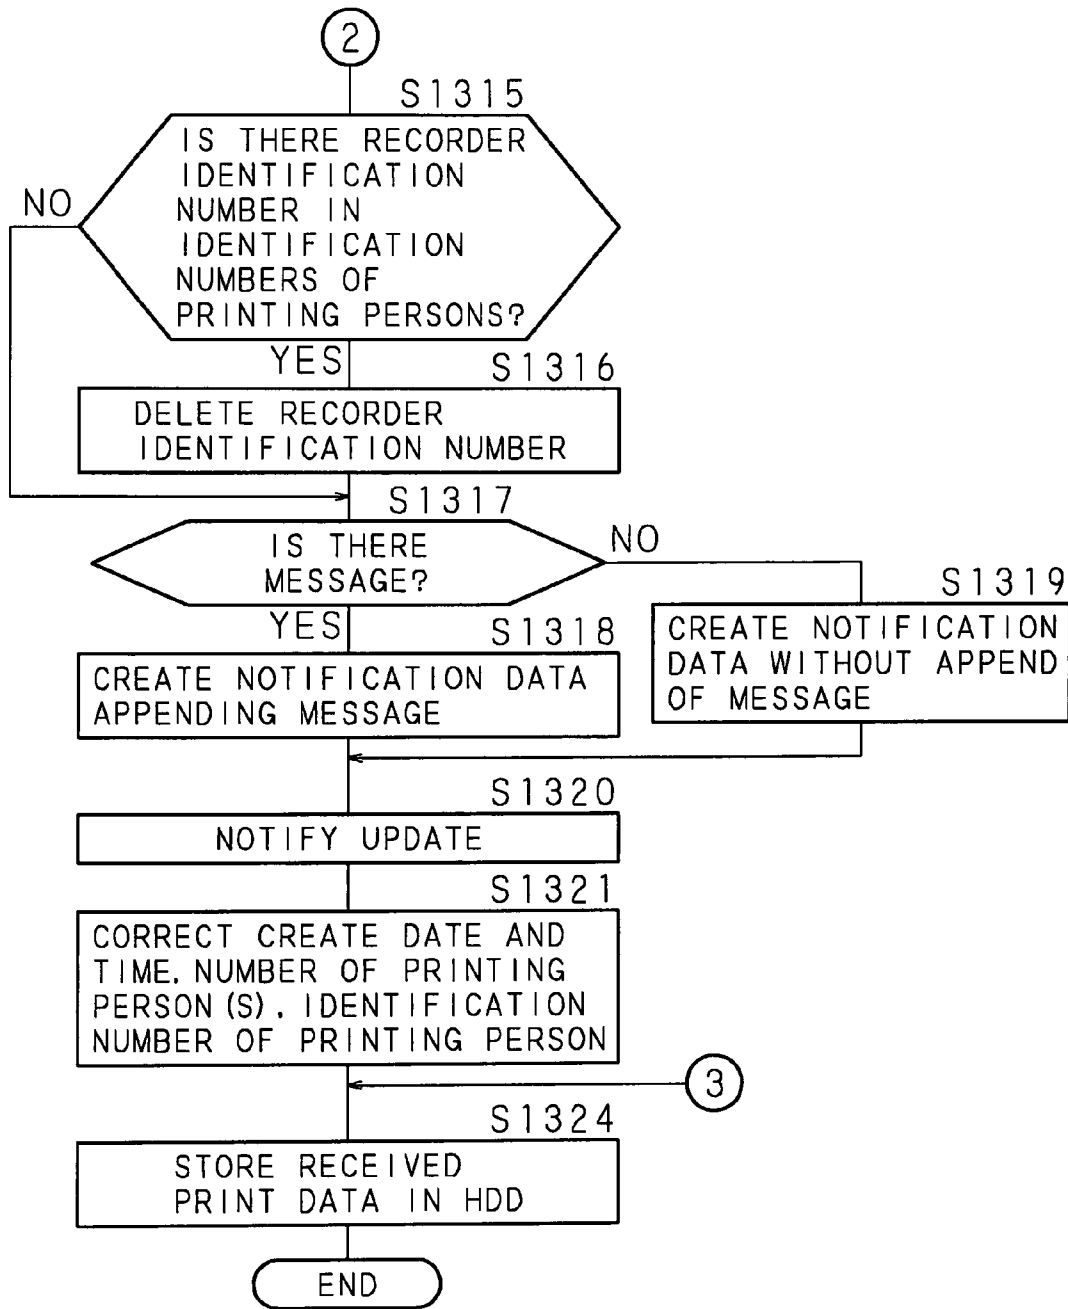 2
S1315
IS THERE RECORDER
IDENTIFICATION
NUMBER IN
IDENTIFICATION
NUMBERS OF
PRINTING PERSONS?
NO
YES
S1316
DELETE RECORDER
IDENTIFICATION NUMBER
S1317
IS THERE
MESSAGE?
NO
YES
S1318
CREATE NOTIFICATION DATA
APPENDING MESSAGE
S1319
CREATE NOTIFICATION
DATA WITHOUT APPEND
OF MESSAGE
S1320
NOTIFY UPDATE
S1321
CORRECT CREATE DATE AND
TIME, NUMBER OF PRINTING
PERSON(S), IDENTIFICATION
NUMBER OF PRINTING PERSON
3
S1324
STORE RECEIVED
PRINT DATA IN HDD
END